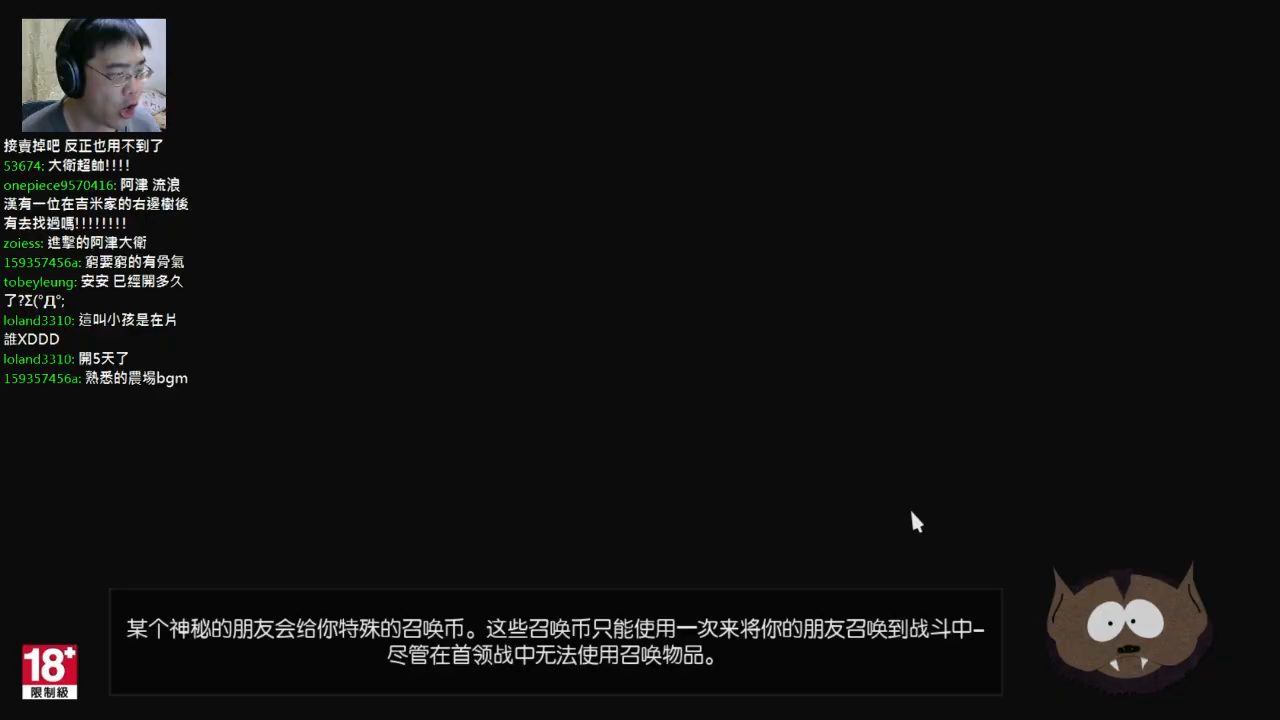 接賣掉吧 反正也用不到了
53674: 大衛超帥!!!!
onepiece9570416: 阿津 流浪
漢有一位在吉米家的右邊樹後
有去找過嗎!!!!!!!!
zoiess: 進擊的阿津大衛
159357456a: 窮要窮的有骨氣
tobeyleung: 安安 已經開多久
了?Σ(°Д°;
loland3310: 這叫小孩是在片
誰XDDD
loland3310: 開5天了
159357456a: 熟悉的農場bgm
某个神秘的朋友会给你特殊的召唤币。这些召唤币只能使用一次来将你的朋友召唤到战斗中-
尽管在首领战中无法使用召唤物品。
18+
限制級